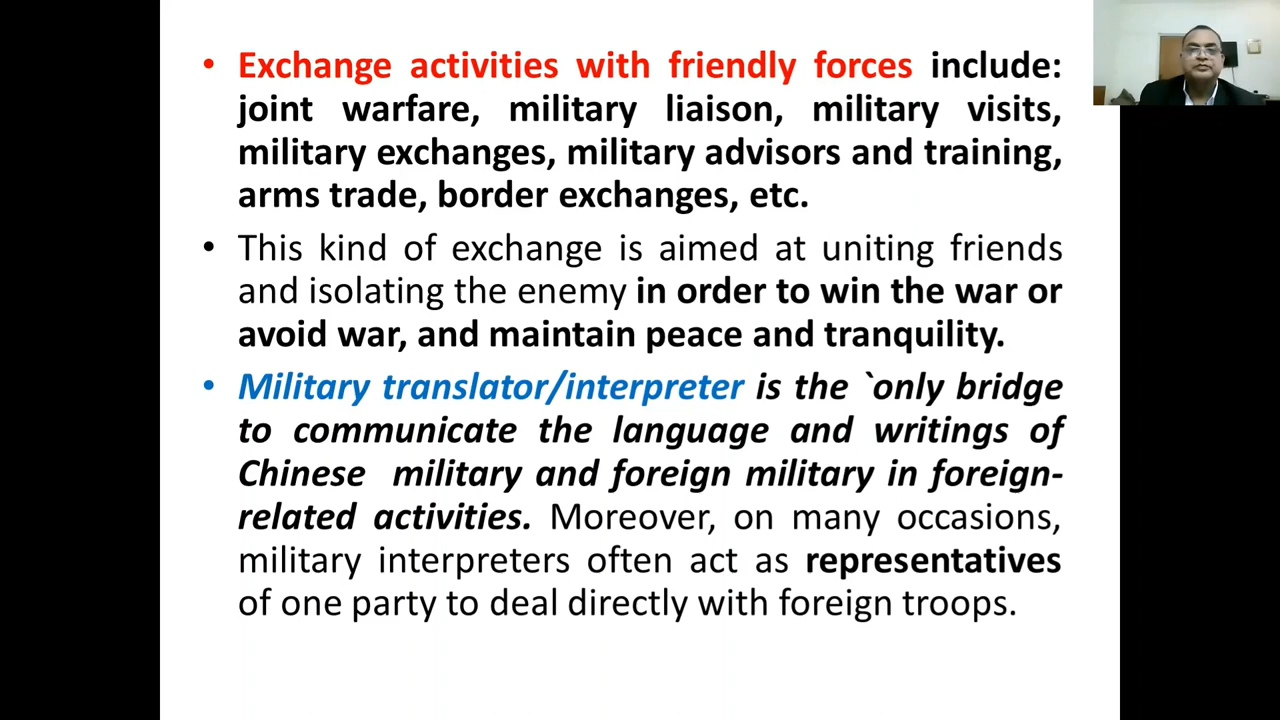 • Exchange activities with friendly forces include:
joint warfare, military liaison, military visits,
military exchanges, military advisors and training,
arms trade, border exchanges, etc.
• This kind of exchange is aimed at uniting friends
and isolating the enemy in order to win the war or
avoid war, and maintain peace and tranquility.
• Military translator/interpreter is the `only bridge
to communicate the language and writings of
Chinese military and foreign military in foreign-
related activities. Moreover, on many occasions,
military interpreters often act as representatives
of one party to deal directly with foreign troops.